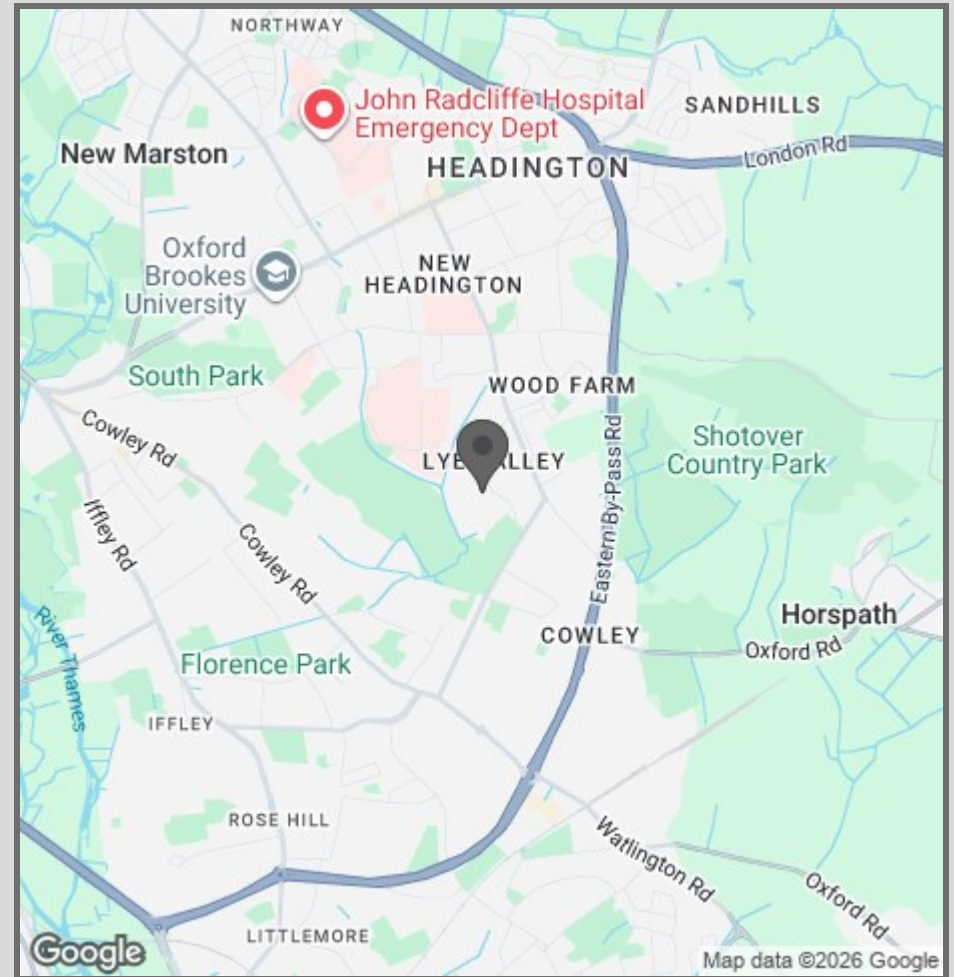 NORTHWAY
John Radcliffe Hospital
Emergency Dept
SANDHILLS
New Marston
HEADINGTON
London Rd
Oxford
Brookes
University
NEW
HEADINGTON
South Park
WOOD FARM
Cowley Rd
LYE VALLEY
Shotover
Country Park
Iffley Rd
Eastern By-Pass Rd
Cowley Rd
River Thames
Horspath
COWLEY
Oxford Rd
Florence Park
IFFLEY
ROSE HILL
Watlington Rd
Oxford Rd
LITTLEMORE
Google
Map data ©2026 Google